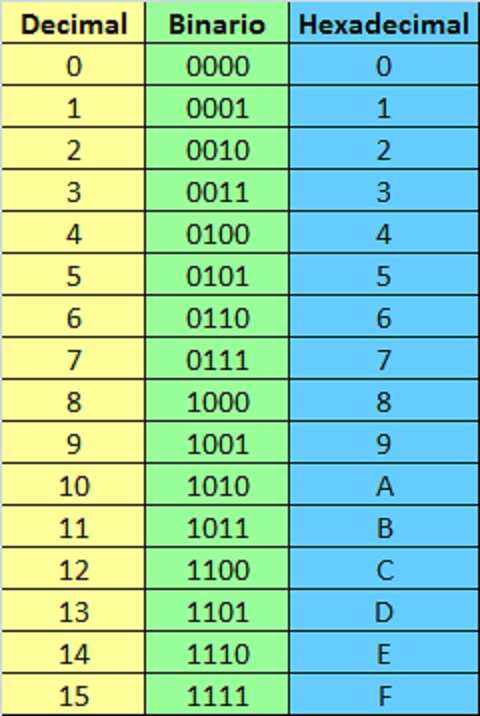 Decimal Binario Hexadecimal
0 0000 0
1 0001 1
2 0010 2
3 0011 3
4 0100 4
5 0101 5
6 0110 6
7 0111 7
8 1000 8
9 1001 9
10 1010 A
11 1011 B
12 1100 C
13 1101 D
14 1110 E
15 1111 F